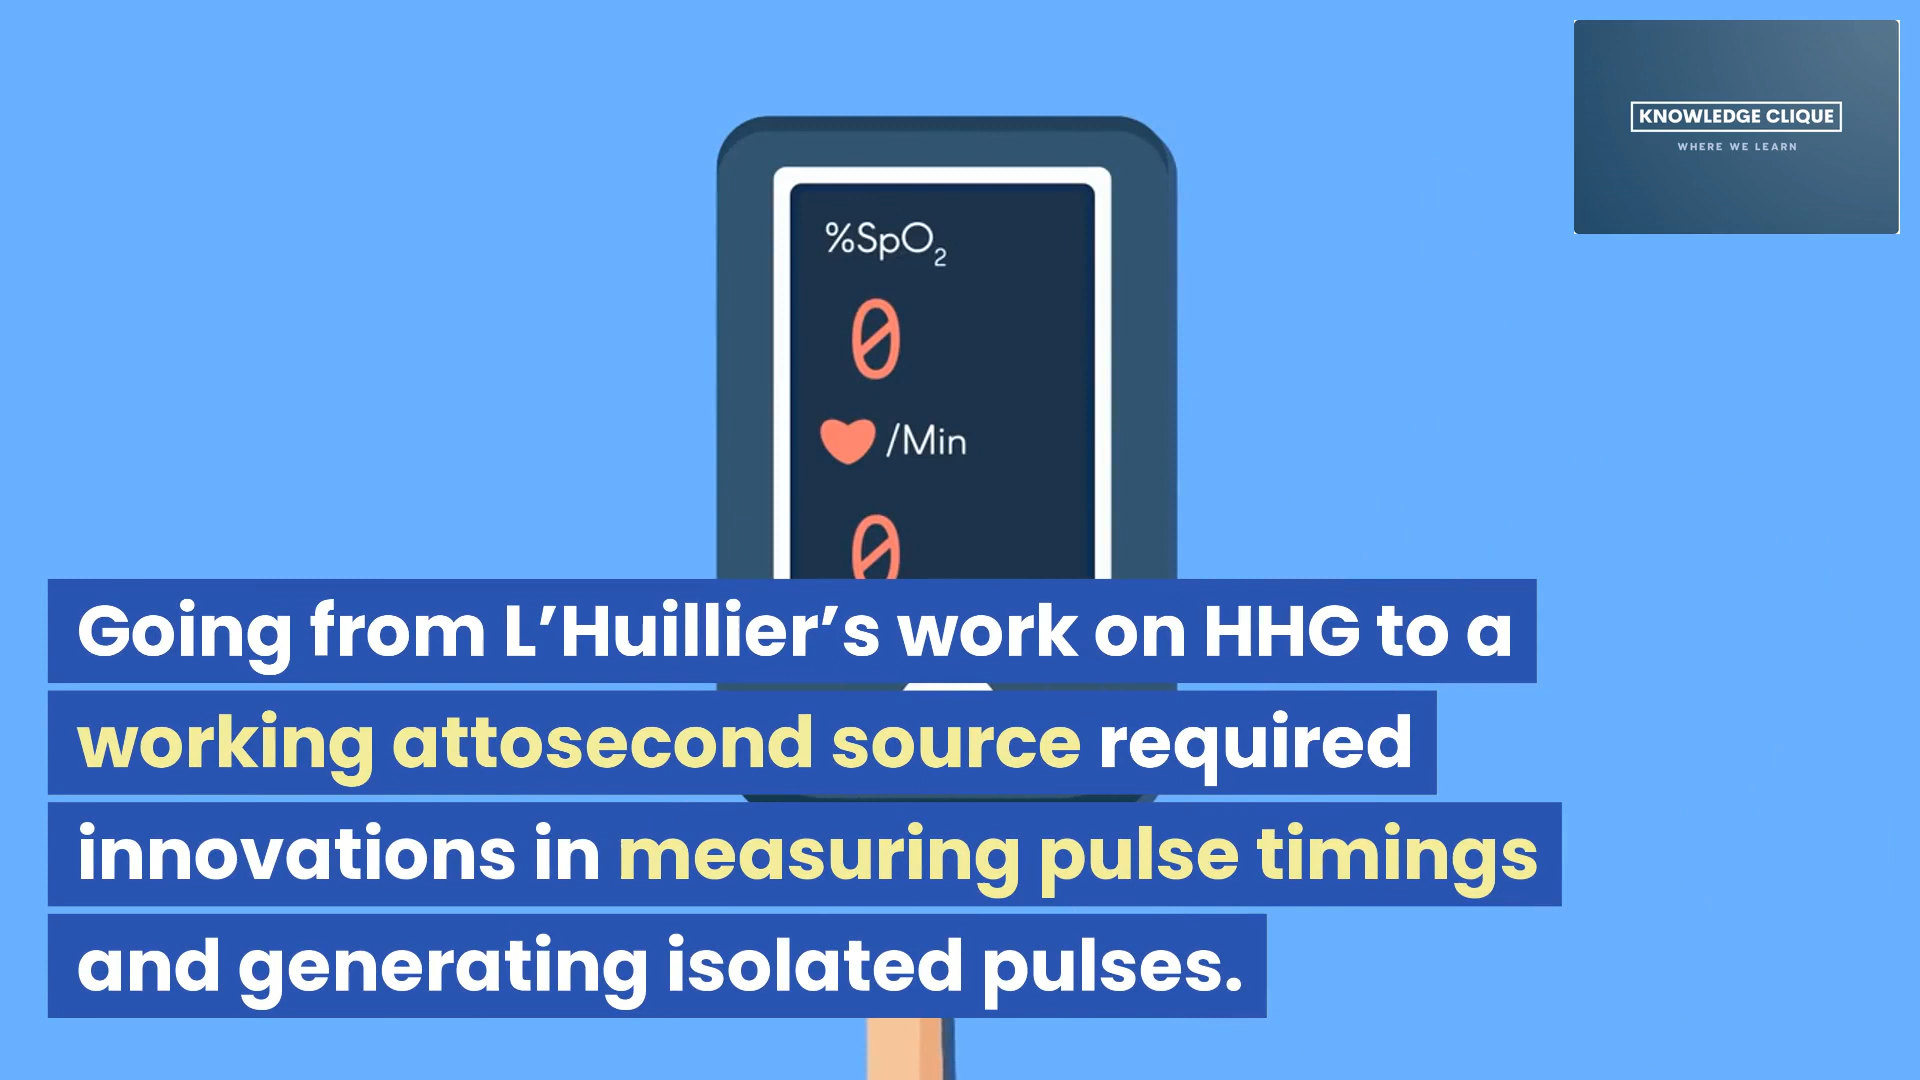 KNOWLEDGE CLIQUE
WHERE WE LEARN
%SpO₂
0
/Min
0
Going from L’Huillier’s work on HHG to a
working attosecond source required
innovations in measuring pulse timings
and generating isolated pulses.